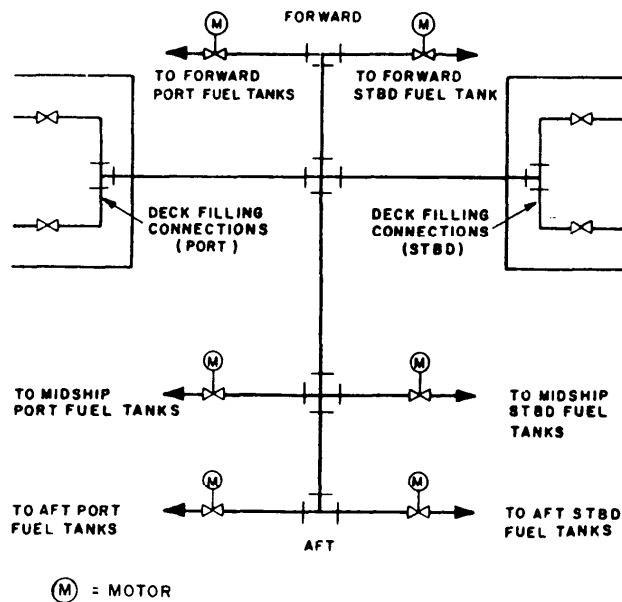 FORWARD
M
M
TO FORWARD
PORT FUEL TANKS
TO FORWARD
STBD FUEL TANK
DECK FILLING
CONNECTIONS
(PORT)
DECK FILLING
CONNECTIONS
(STBD)
M
M
TO MIDSHIP
PORT FUEL TANKS
TO MIDSHIP
STBD FUEL
TANKS
M
M
TO AFT PORT
FUEL TANKS
TO AFT STBD
FUEL TANKS
AFT
M = MOTOR